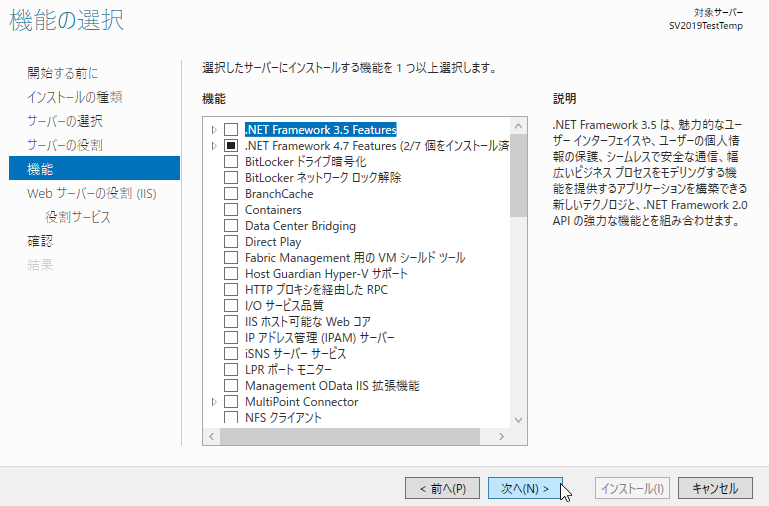 機能の選択
対象サーバー
SV2019TestTemp
開始する前に
インストールの種類
サーバーの選択
サーバーの役割
機能
Web サーバーの役割 (IIS)
役割サービス
確認
結果
選択したサーバーにインストールする機能を 1 つ以上選択します。
機能
.NET Framework 3.5 Features
.NET Framework 4.7 Features (2/7 個をインストール済
BitLocker ドライブ暗号化
BitLocker ネットワーク ロック解除
BranchCache
Containers
Data Center Bridging
Direct Play
Fabric Management 用の VM シールド ツール
Host Guardian Hyper-V サポート
HTTP プロキシを経由した RPC
I/O サービス品質
IIS ホスト可能な Web コア
IP アドレス管理 (IPAM) サーバー
iSNS サーバー サービス
LPR ポート モニター
Management OData IIS 拡張機能
MultiPoint Connector
NFS クライアント
説明
.NET Framework 3.5 は、魅力的なユー
ザー インターフェイスや、ユーザーの個人情
報の保護、シームレスで安全な通信、幅
広いビジネス プロセスをモデリングする機
能を提供するアプリケーションを構築できる
新しいテクノロジと、.NET Framework 2.0
API の強力な機能とを組み合わせます。
< 前へ(P)
次へ(N) >
インストール(I)
キャンセル